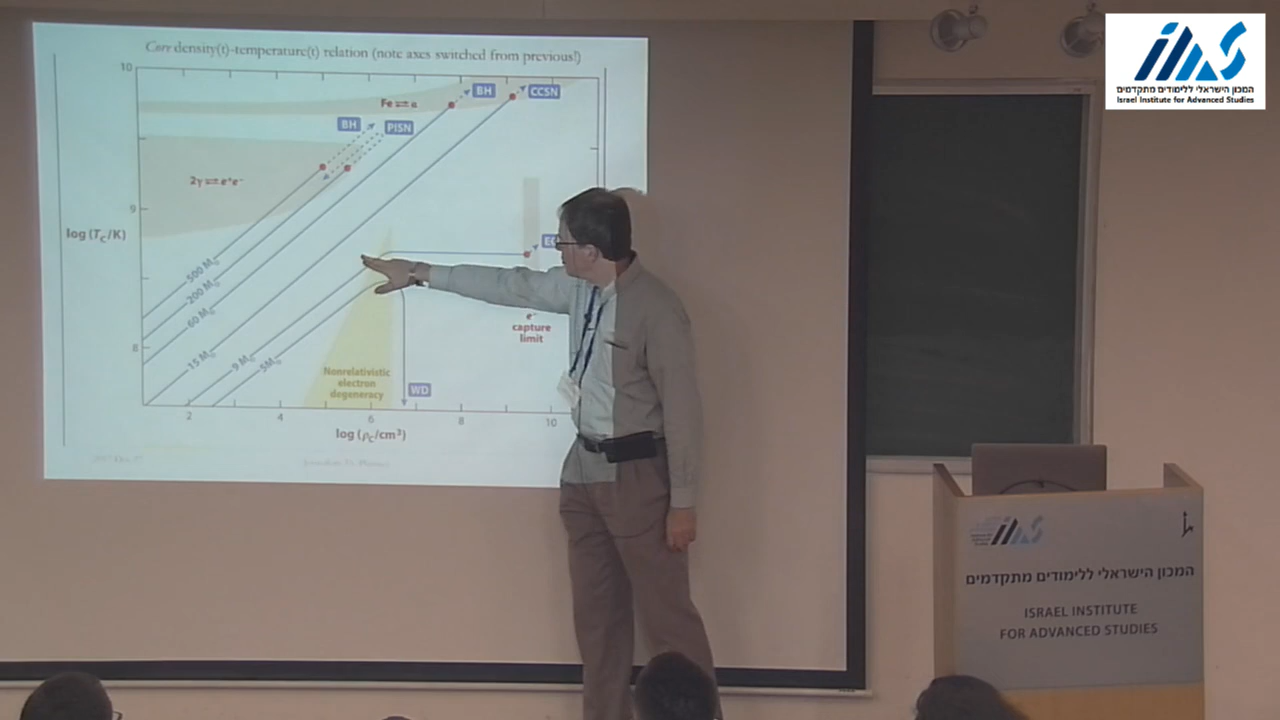 Core density(t)-temperature(t) relation (note axes switched from previous!)
10
BH
CCSN
Fe ⇌ α
BH
PISN
2γ ⇌ e⁺e⁻
9
log (T_C/K)
500 M☉
200 M☉
60 M☉
8
15 M☉
9 M☉
5M☉
e⁻
capture
limit
Nonrelativistic
electron
degeneracy
WD
2
4
6
8
10
log (ρ_C/cm³)
ias
המכון הישראלי ללימודים מתקדמים
Israel Institute for Advanced Studies
ias
המכון הישראלי ללימודים מתקדמים
ISRAEL INSTITUTE
FOR ADVANCED STUDIES